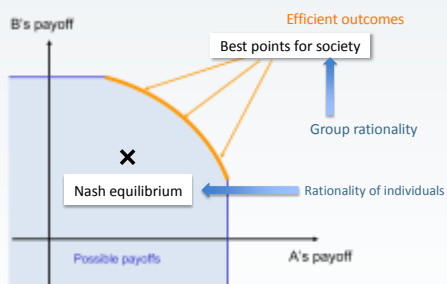 Efficient outcomes
B's payoff
Best points for society
Group rationality
Nash equilibrium
Rationality of individuals
Possible payoffs
A's payoff